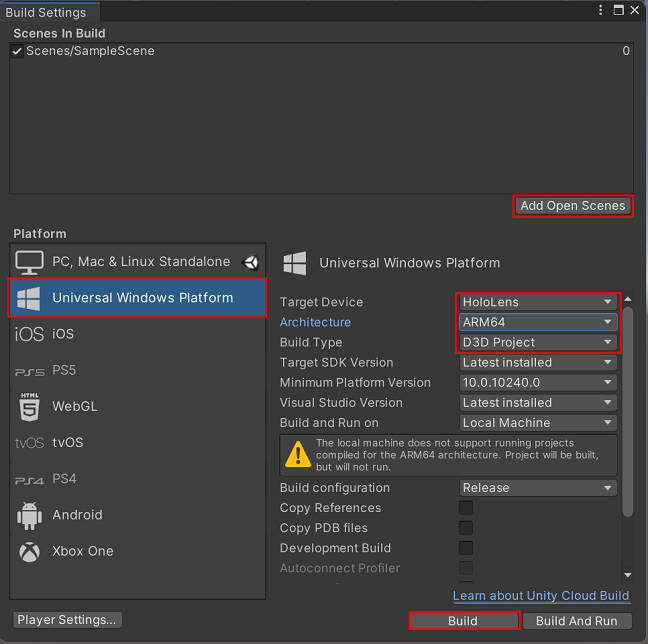 Build Settings
Scenes In Build
Scenes/SampleScene 0
Add Open Scenes
Platform
PC, Mac & Linux Standalone
Universal Windows Platform
iOS iOS
PS5 PS5
HTML WebGL
tvOS tvOS
PS4 PS4
Android
Xbox One
Universal Windows Platform
Target Device HoloLens
Architecture ARM64
Build Type D3D Project
Target SDK Version Latest installed
Minimum Platform Version 10.0.10240.0
Visual Studio Version Latest installed
Build and Run on Local Machine
The local machine does not support running projects
compiled for the ARM64 architecture. Project will be built,
but will not run.
Build configuration Release
Copy References
Copy PDB files
Development Build
Autoconnect Profiler
Learn about Unity Cloud Build
Player Settings...
Build
Build And Run